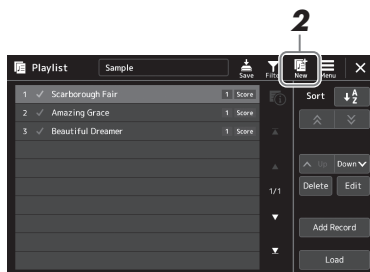 2
Playlist Sample Save Filter New Menu
1 Scarborough Fair 1 Score Sort
2 Amazing Grace 1 Score
3 Beautiful Dreamer 1 Score
Up Down
1/1 Delete Edit
Add Record
Load